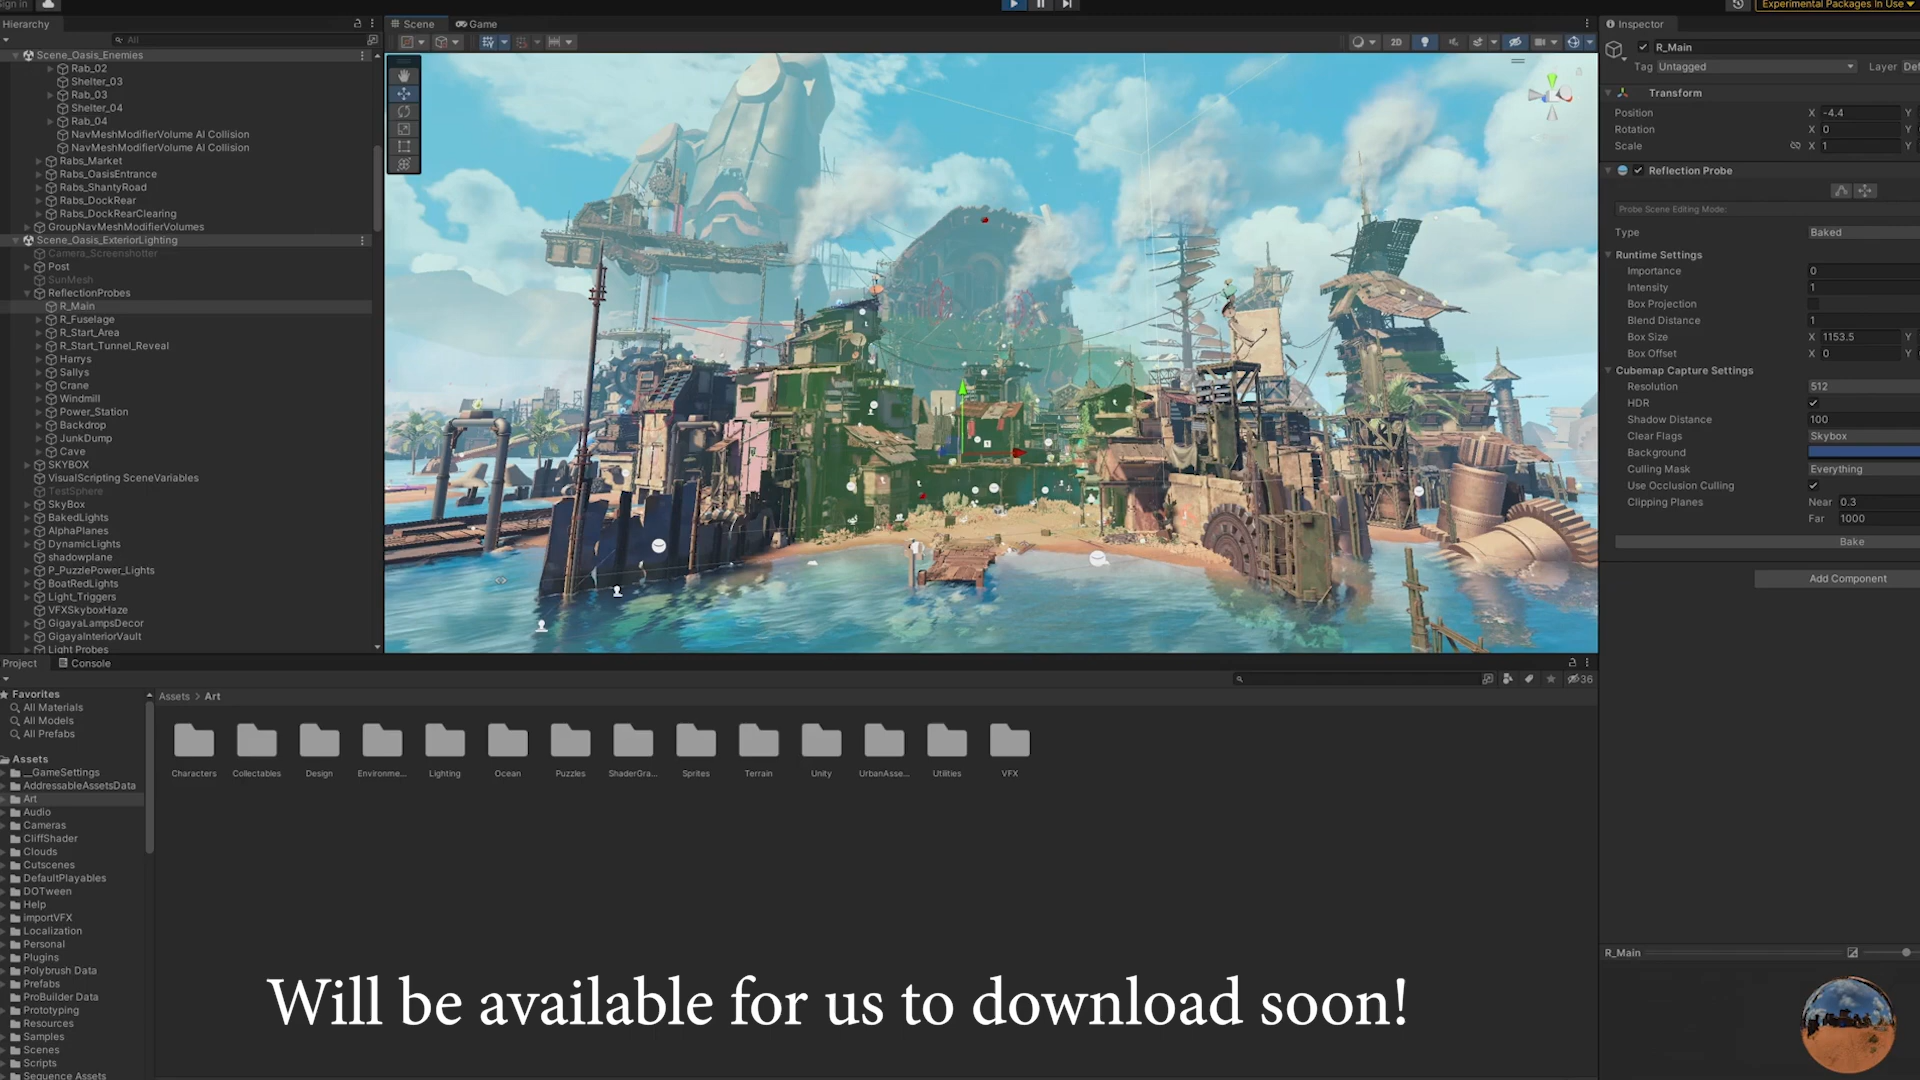 Sign in
Experimental Packages In Use
Hierarchy
All
Scene_Oasis_Enemies
Rab_02
Shelter_03
Rab_03
Shelter_04
Rab_04
NavMeshModifierVolume AI Collision
NavMeshModifierVolume AI Collision
Rabs_Market
Rabs_OasisEntrance
Rabs_ShantyRoad
Rabs_DockRear
Rabs_DockRearClearing
GroupNavMeshModifierVolumes
Scene_Oasis_ExteriorLighting
Camera_Screenshotter
Post
SunMesh
ReflectionProbes
R_Main
R_Fuselage
R_Start_Area
R_Start_Tunnel_Reveal
Harrys
Sallys
Crane
Windmill
Power_Station
Backdrop
JunkDump
Cave
SKYBOX
VisualScripting SceneVariables
TestSphere
SkyBox
BakedLights
AlphaPlanes
DynamicLights
shadowplane
P_PuzzlePower_Lights
BoatRedLights
Light_Triggers
VFXSkyboxHaze
GigayaLampsDecor
GigayaInteriorVault
Light Probes
Scene
Game
2D
Inspector
R_Main
Tag Untagged Layer Def
Transform
Position X -4.4 Y
Rotation X 0 Y
Scale X 1 Y
Reflection Probe
Probe Scene Editing Mode:
Type Baked
Runtime Settings
Importance 0
Intensity 1
Box Projection
Blend Distance 1
Box Size X 1153.5 Y
Box Offset X 0 Y
Cubemap Capture Settings
Resolution 512
HDR
Shadow Distance 100
Clear Flags Skybox
Background
Culling Mask Everything
Use Occlusion Culling
Clipping Planes Near 0.3
Far 1000
Bake
Add Component
R_Main
Project
Console
36
Favorites
All Materials
All Models
All Prefabs
Assets
__GameSettings
AddressableAssetsData
Art
Audio
Cameras
CliffShader
Clouds
Cutscenes
DefaultPlayables
DOTween
Help
importVFX
Localization
Personal
Plugins
Polybrush Data
Prefabs
ProBuilder Data
Prototyping
Resources
Samples
Scenes
Scripts
Sequence Assets
Assets > Art
Characters Collectables Design Environme... Lighting Ocean Puzzles ShaderGra... Sprites Terrain Unity UrbanAsse... Utilities VFX
Will be available for us to download soon!